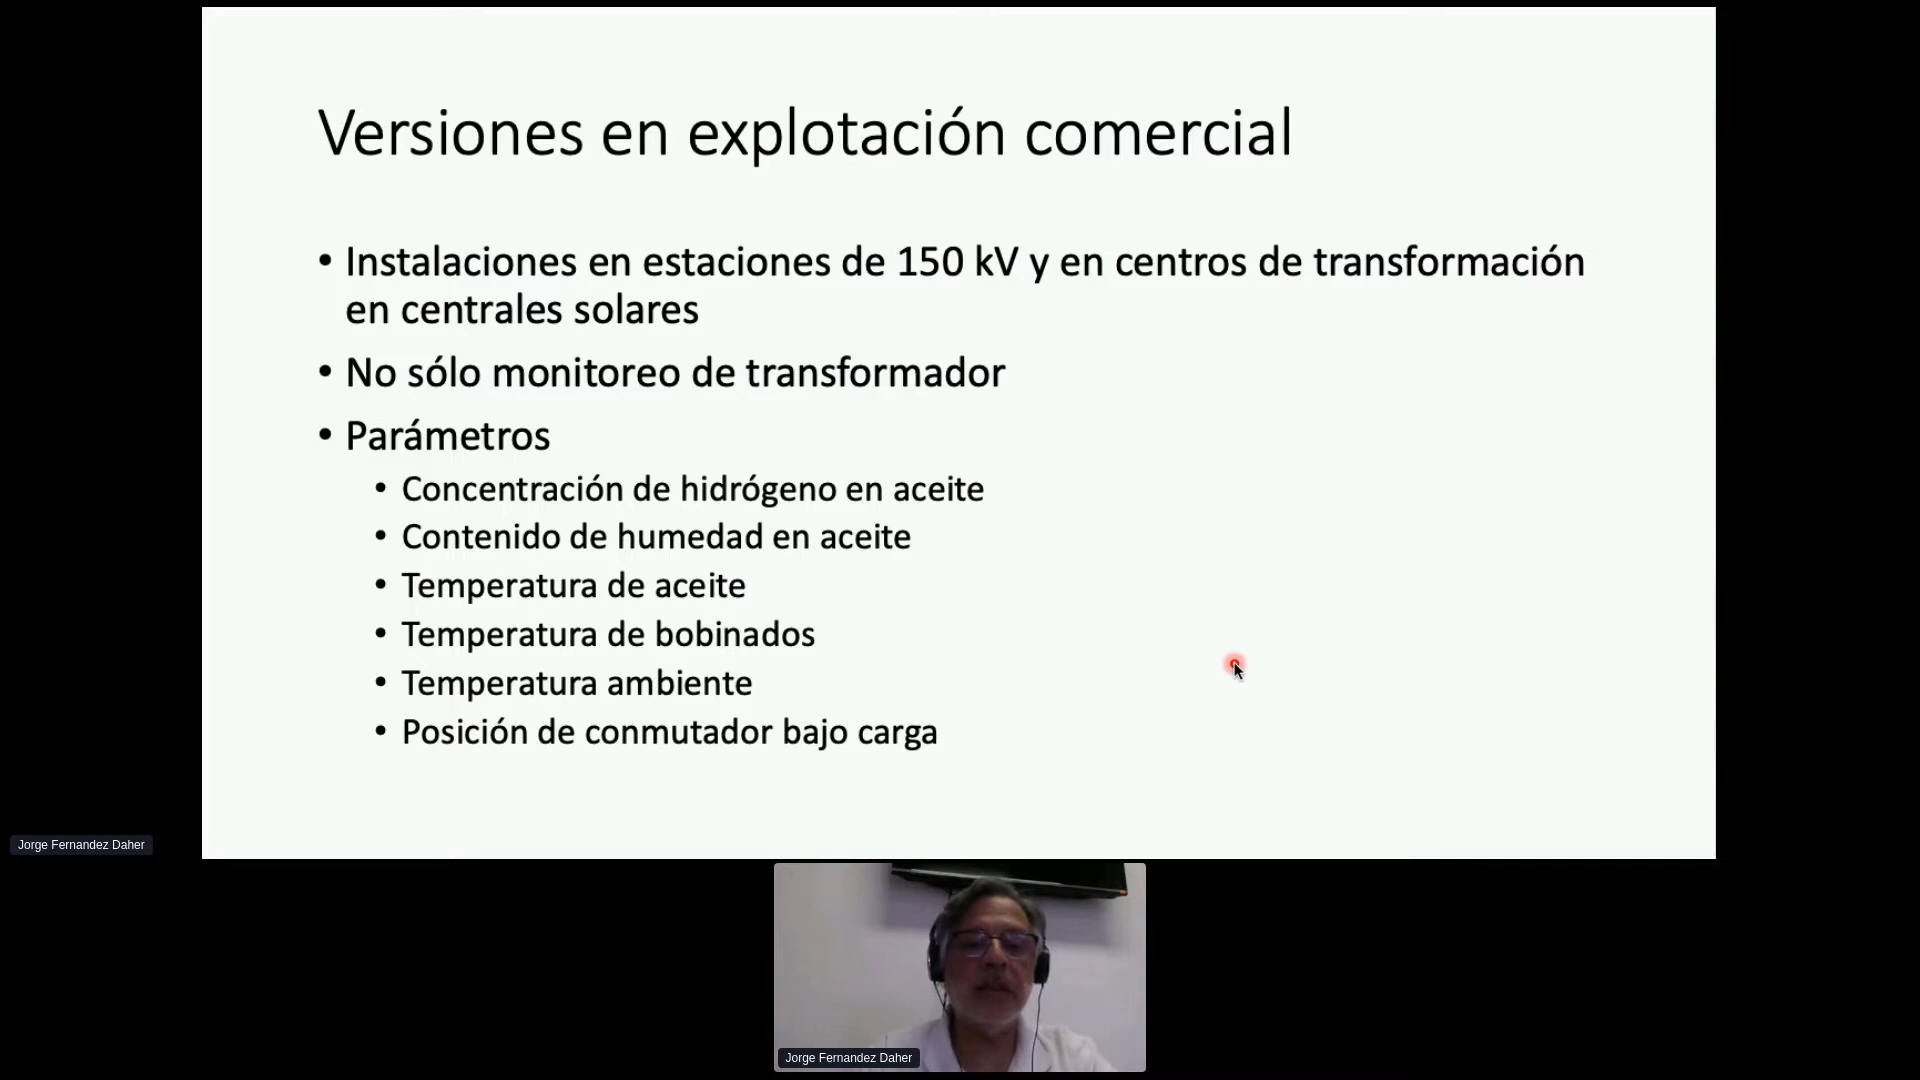 Versiones en explotación comercial
• Instalaciones en estaciones de 150 kV y en centros de transformación
en centrales solares
• No sólo monitoreo de transformador
• Parámetros
• Concentración de hidrógeno en aceite
• Contenido de humedad en aceite
• Temperatura de aceite
• Temperatura de bobinados
• Temperatura ambiente
• Posición de conmutador bajo carga
Jorge Fernandez Daher
Jorge Fernandez Daher